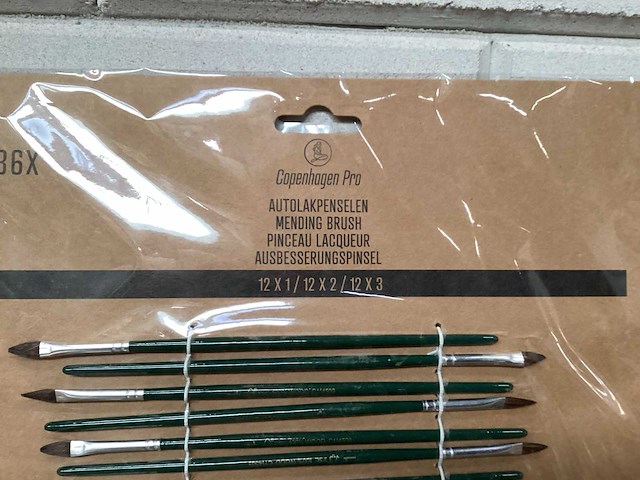 36X
Copenhagen Pro
AUTOLAKPENSELEN
MENDING BRUSH
PINCEAU LACQUEUR
AUSBESSERUNGSPINSEL
12 X 1 / 12 X 2 / 12 X 3